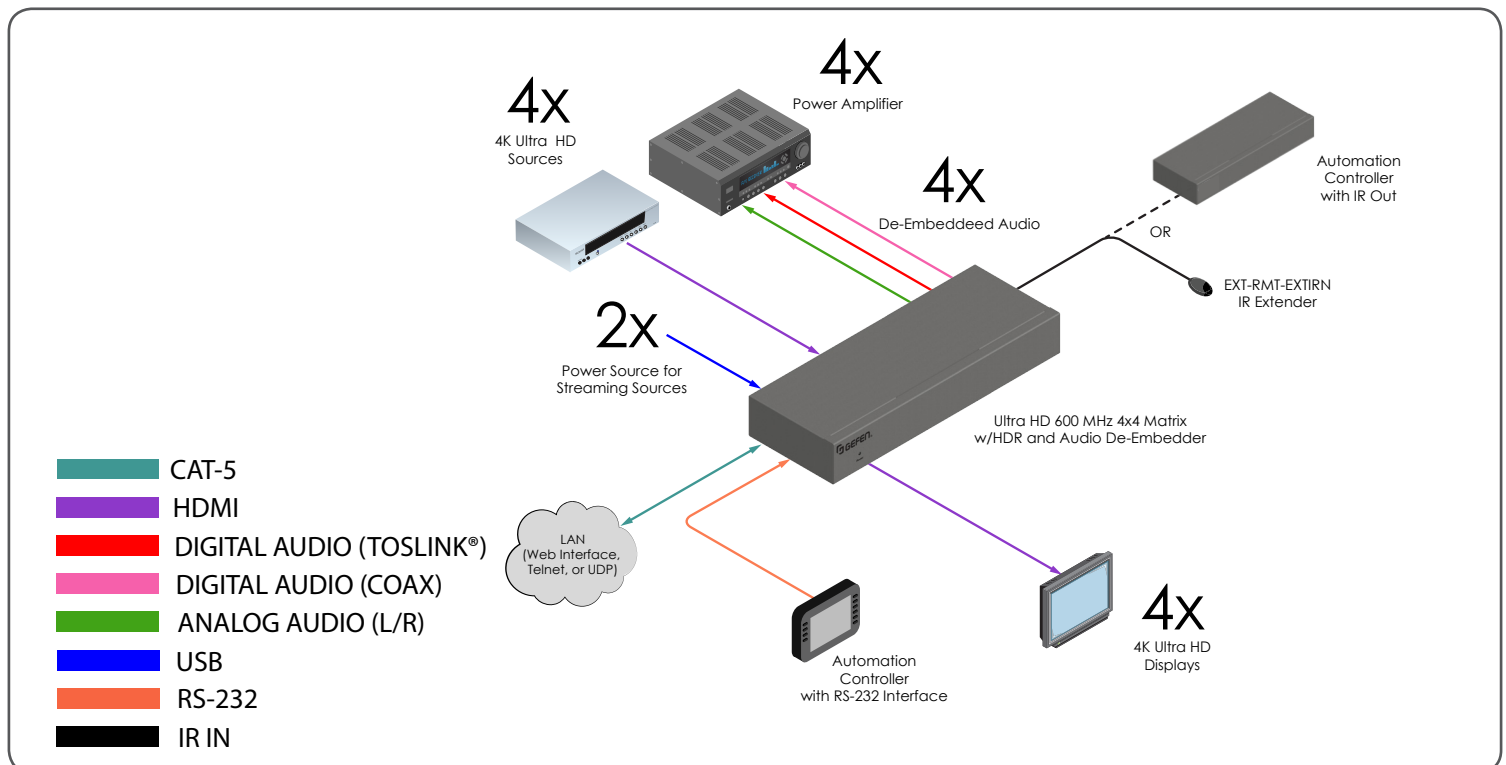 4x
4K Ultra HD
Sources
4x
Power Amplifier
4x
De-Embeddeed Audio
Automation
Controller
with IR Out
OR
EXT-RMT-EXTIRN
IR Extender
2x
Power Source for
Streaming Sources
GEFEN
Ultra HD 600 MHz 4x4 Matrix
w/HDR and Audio De-Embedder
CAT-5
HDMI
DIGITAL AUDIO (TOSLINK®)
DIGITAL AUDIO (COAX)
ANALOG AUDIO (L/R)
USB
RS-232
IR IN
LAN
(Web Interface,
Telnet, or UDP)
Automation
Controller
with RS-232 Interface
4x
4K Ultra HD
Displays